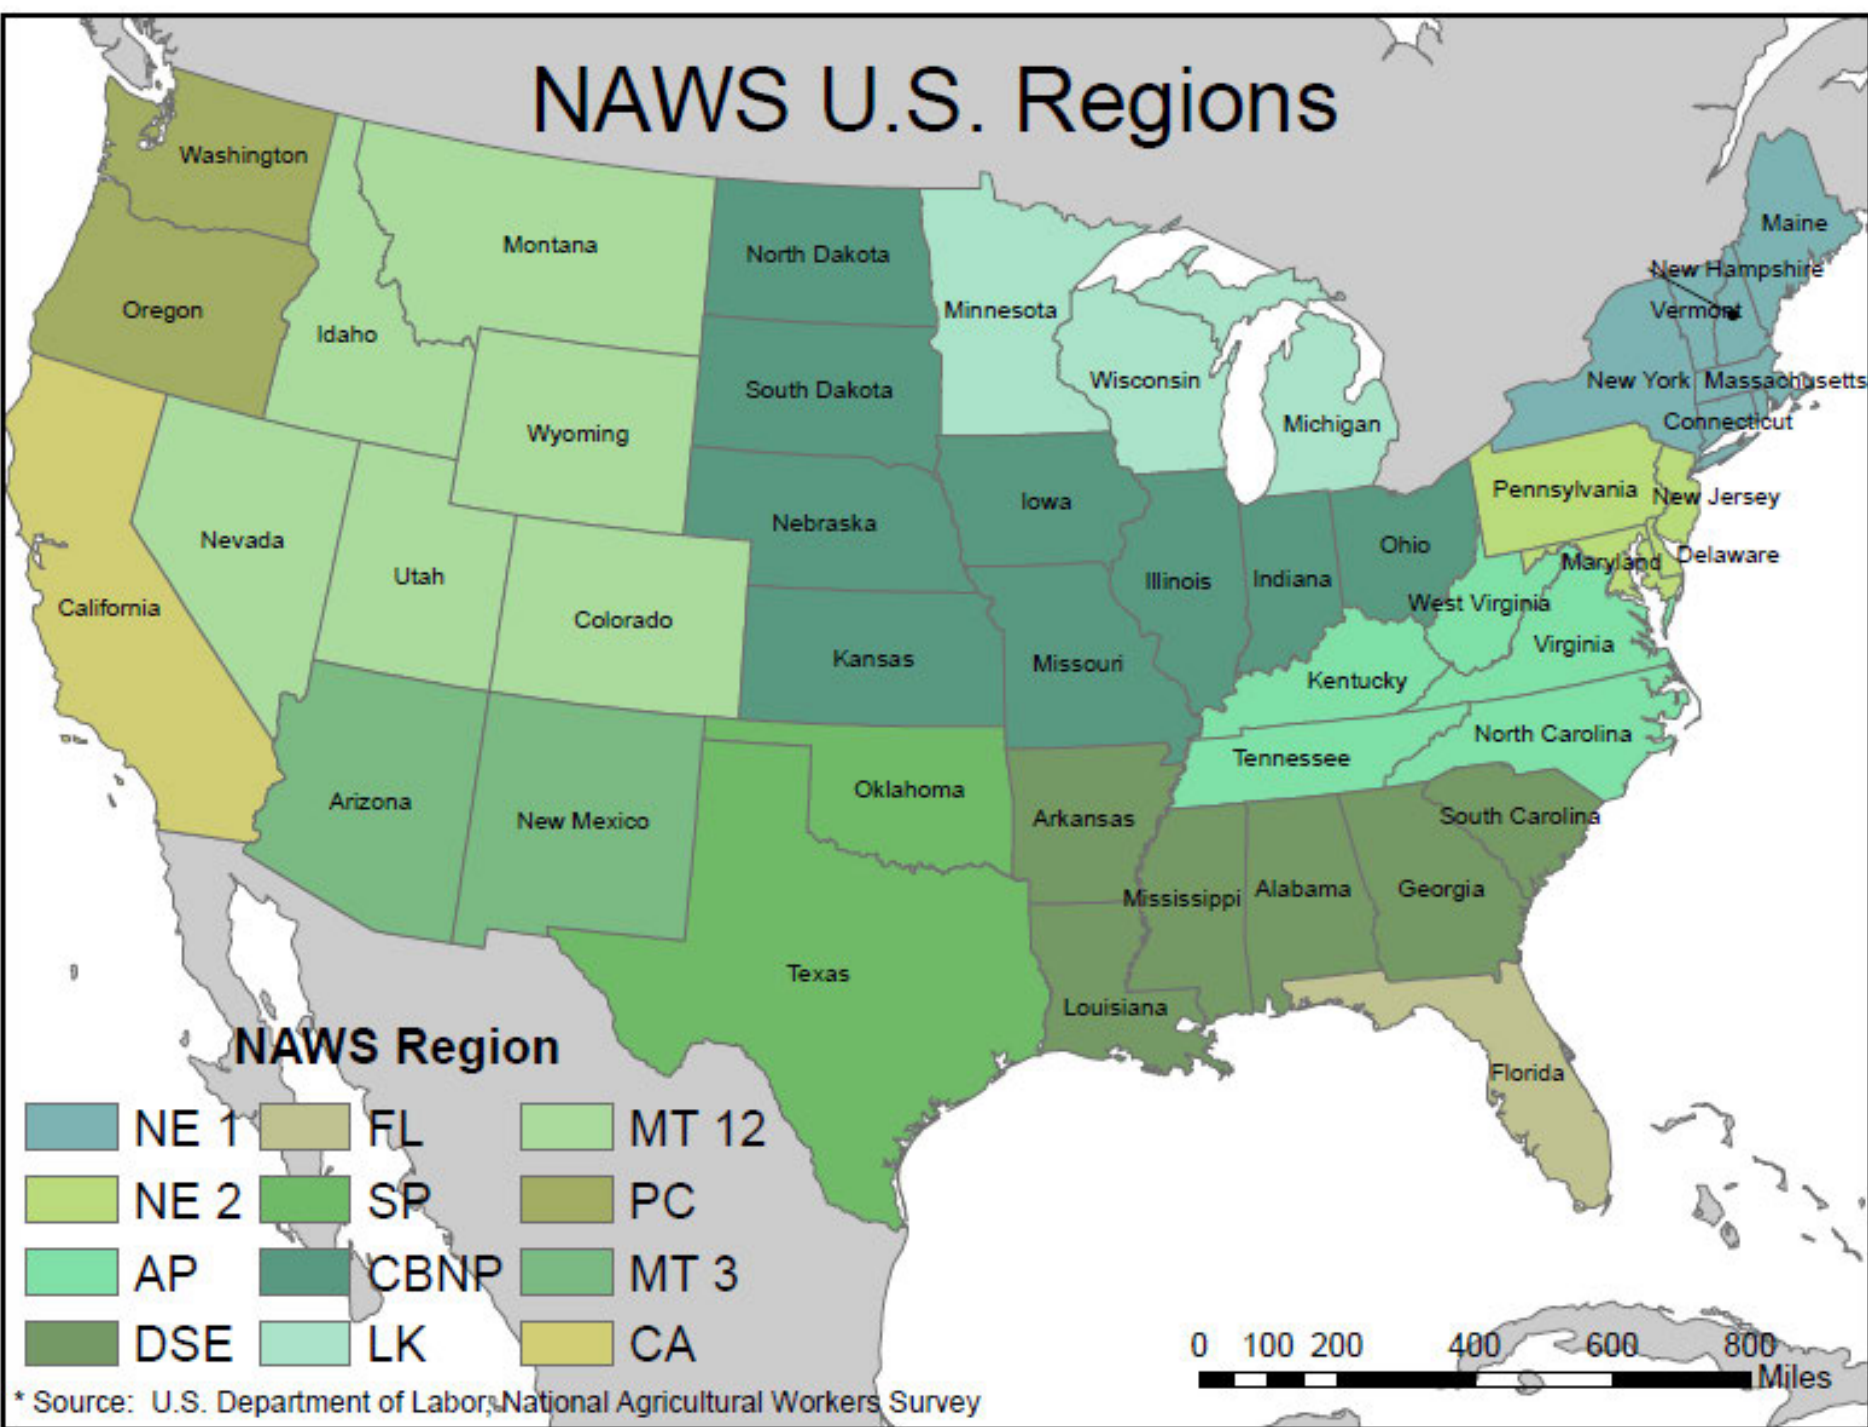 NAWS U.S. Regions
Washington
Maine
Montana
North Dakota
New Hampshire
Oregon
Minnesota
Vermont
Idaho
Wisconsin
New York
Massachusetts
South Dakota
Wyoming
Michigan
Connecticut
Pennsylvania
New Jersey
Iowa
Nebraska
Nevada
Ohio
Delaware
Maryland
Utah
Illinois
Indiana
California
West Virginia
Colorado
Virginia
Kansas
Missouri
Kentucky
North Carolina
Tennessee
Oklahoma
Arizona
New Mexico
Arkansas
South Carolina
Mississippi
Alabama
Georgia
Texas
Louisiana
Florida
NAWS Region
NE 1 FL MT 12
NE 2 SP PC
AP CBNP MT 3
DSE LK CA
0 100 200 400 600 800
Miles
* Source: U.S. Department of Labor, National Agricultural Workers Survey